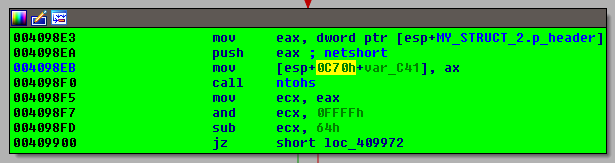 004098E3 mov eax, dword ptr [esp+MY_STRUCT_2.p_header]
004098EA push eax ; netshort
004098EB mov [esp+0C70h+var_C41], ax
004098F0 call ntohs
004098F5 mov ecx, eax
004098F7 and ecx, 0FFFFh
004098FD sub ecx, 64h
00409900 jz short loc_409972